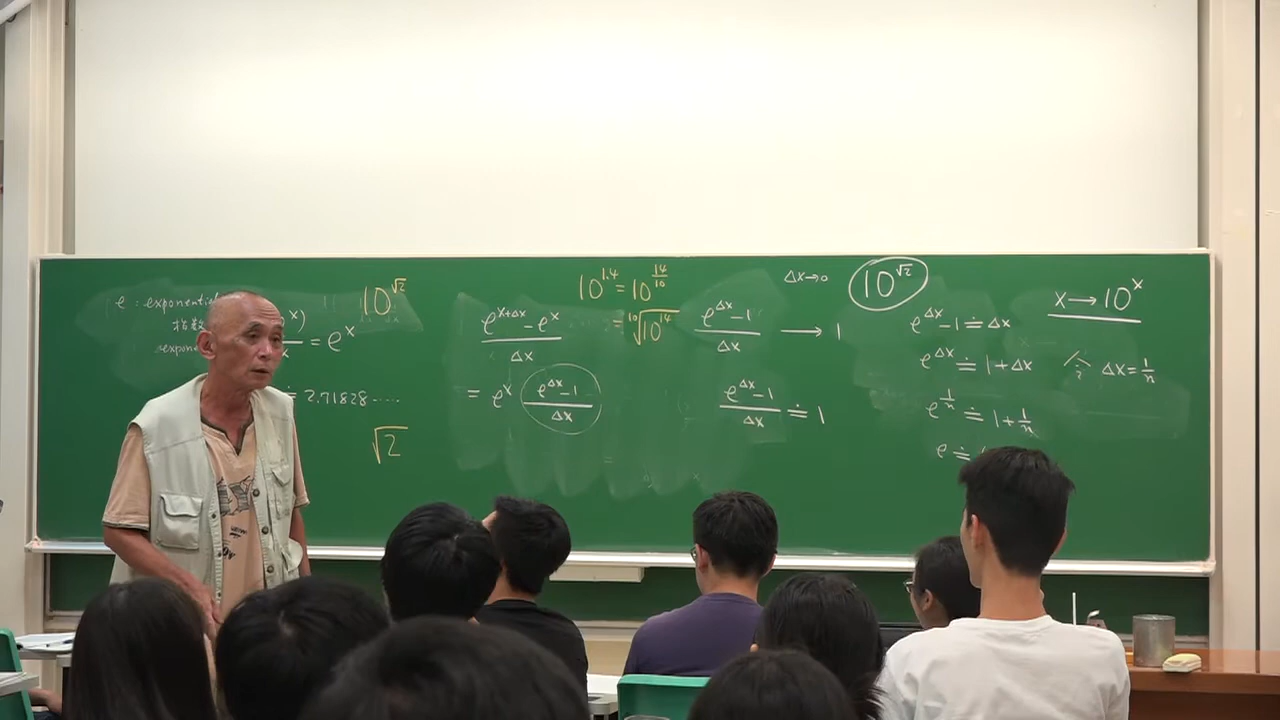 (e : exponential
指數
x)
x
= e^x
≐ 2.71828 ....
10^√2
√2
e^{x+Δx} - e^x
Δx
= e^x
e^{Δx} - 1
Δx
10^{1.4} = 10^{14/10}
= ¹⁰√10^{14}
e^{Δx} - 1
Δx
→ 1
e^{Δx} - 1
Δx
≐ 1
Δx→0
10^√2
e^{Δx} - 1 ≐ Δx
e^{Δx} ≐ 1 + Δx
e^{1/n} ≐ 1 + 1/n
e ≐
x → 10^x
Δx = 1/n